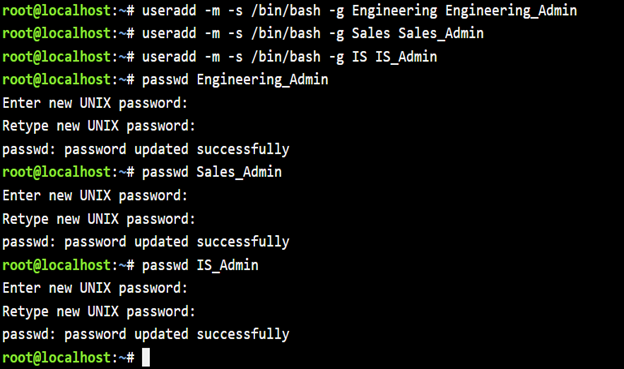 root@localhost:~# useradd -m -s /bin/bash -g Engineering Engineering_Admin
root@localhost:~# useradd -m -s /bin/bash -g Sales Sales_Admin
root@localhost:~# useradd -m -s /bin/bash -g IS IS_Admin
root@localhost:~# passwd Engineering_Admin
Enter new UNIX password:
Retype new UNIX password:
passwd: password updated successfully
root@localhost:~# passwd Sales_Admin
Enter new UNIX password:
Retype new UNIX password:
passwd: password updated successfully
root@localhost:~# passwd IS_Admin
Enter new UNIX password:
Retype new UNIX password:
passwd: password updated successfully
root@localhost:~#